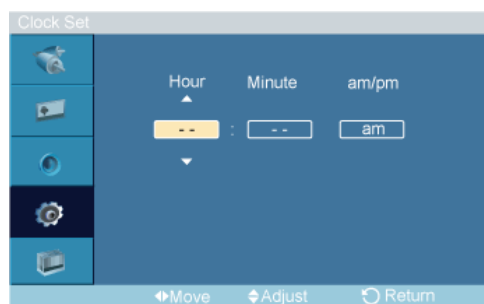 Clock Set
Hour Minute am/pm
-- : -- am
Move Adjust Return